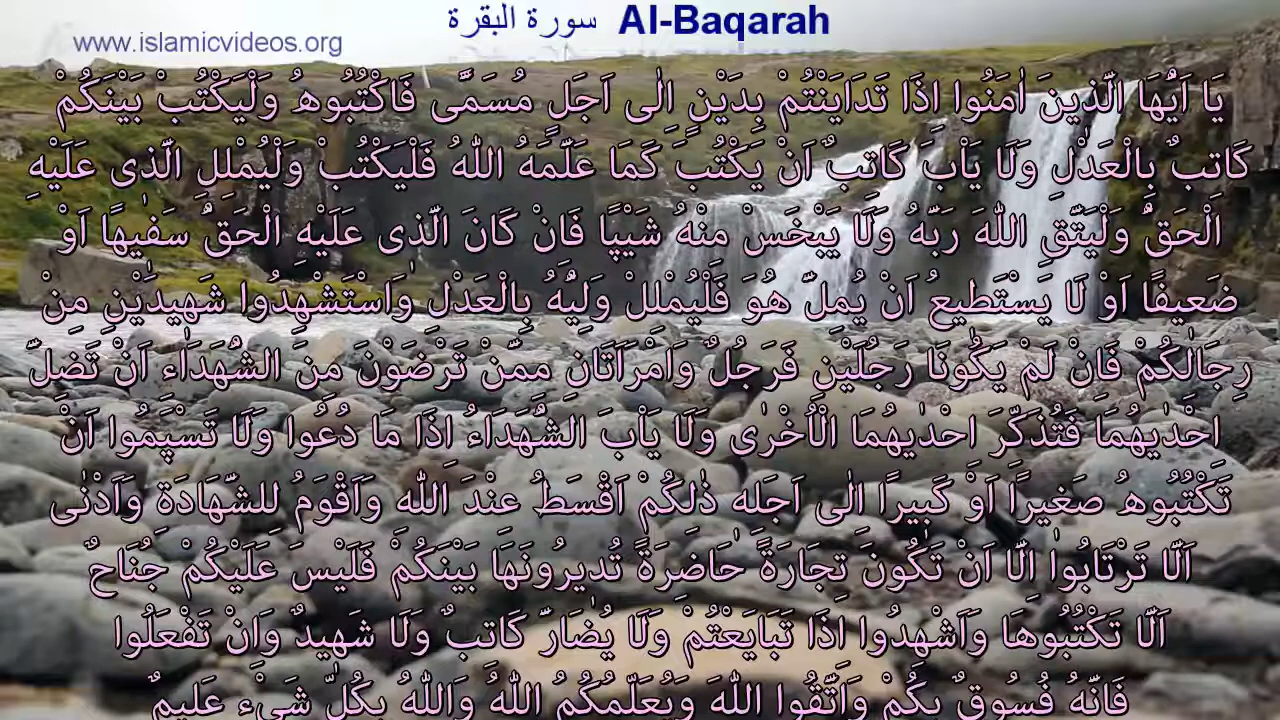 سورة البقرة Al-Baqarah
www.islamicvideos.org
يَا اَيُّهَا الَّذٖينَ اٰمَنُوا اِذَا تَدَايَنْتُمْ بِدَيْنٍ اِلٰى اَجَلٍ مُسَمًّى فَاكْتُبُوهُ وَلْيَكْتُبْ بَيْنَكُمْ
كَاتِبٌ بِالْعَدْلِ وَلَا يَاْبَ كَاتِبٌ اَنْ يَكْتُبَ كَمَا عَلَّمَهُ اللّٰهُ فَلْيَكْتُبْ وَلْيُمْلِلِ الَّذٖى عَلَيْهِ
الْحَقُّ وَلْيَتَّقِ اللّٰهَ رَبَّهُ وَلَا يَبْخَسْ مِنْهُ شَيْپًا فَاِنْ كَانَ الَّذٖى عَلَيْهِ الْحَقُّ سَفٖيهًا اَوْ
ضَعٖيفًا اَوْ لَا يَسْتَطٖيعُ اَنْ يُمِلَّ هُوَ فَلْيُمْلِلْ وَلِيُّهُ بِالْعَدْلِ وَاسْتَشْهِدُوا شَهٖيدَيْنِ مِنْ
رِجَالِكُمْ فَاِنْ لَمْ يَكُونَا رَجُلَيْنِ فَرَجُلٌ وَامْرَاَتَانِ مِمَّنْ تَرْضَوْنَ مِنَ الشُّهَدَاءِ اَنْ تَضِلَّ
اِحْدٰيهُمَا فَتُذَكِّرَ اِحْدٰيهُمَا الْاُخْرٰى وَلَا يَاْبَ الشُّهَدَاءُ اِذَا مَا دُعُوا وَلَا تَسْپَمُوا اَنْ
تَكْتُبُوهُ صَغٖيرًا اَوْ كَبٖيرًا اِلٰى اَجَلِهٖ ذٰلِكُمْ اَقْسَطُ عِنْدَ اللّٰهِ وَاَقْوَمُ لِلشَّهَادَةِ وَاَدْنٰى
اَلَّا تَرْتَابُوا اِلَّا اَنْ تَكُونَ تِجَارَةً حَاضِرَةً تُدٖيرُونَهَا بَيْنَكُمْ فَلَيْسَ عَلَيْكُمْ جُنَاحٌ
اَلَّا تَكْتُبُوهَا وَاَشْهِدُوا اِذَا تَبَايَعْتُمْ وَلَا يُضَارَّ كَاتِبٌ وَلَا شَهٖيدٌ وَاِنْ تَفْعَلُوا
فَاِنَّهُ فُسُوقٌ بِكُمْ وَاتَّقُوا اللّٰهَ وَيُعَلِّمُكُمُ اللّٰهُ وَاللّٰهُ بِكُلِّ شَیْءٍ عَلٖيمٌ